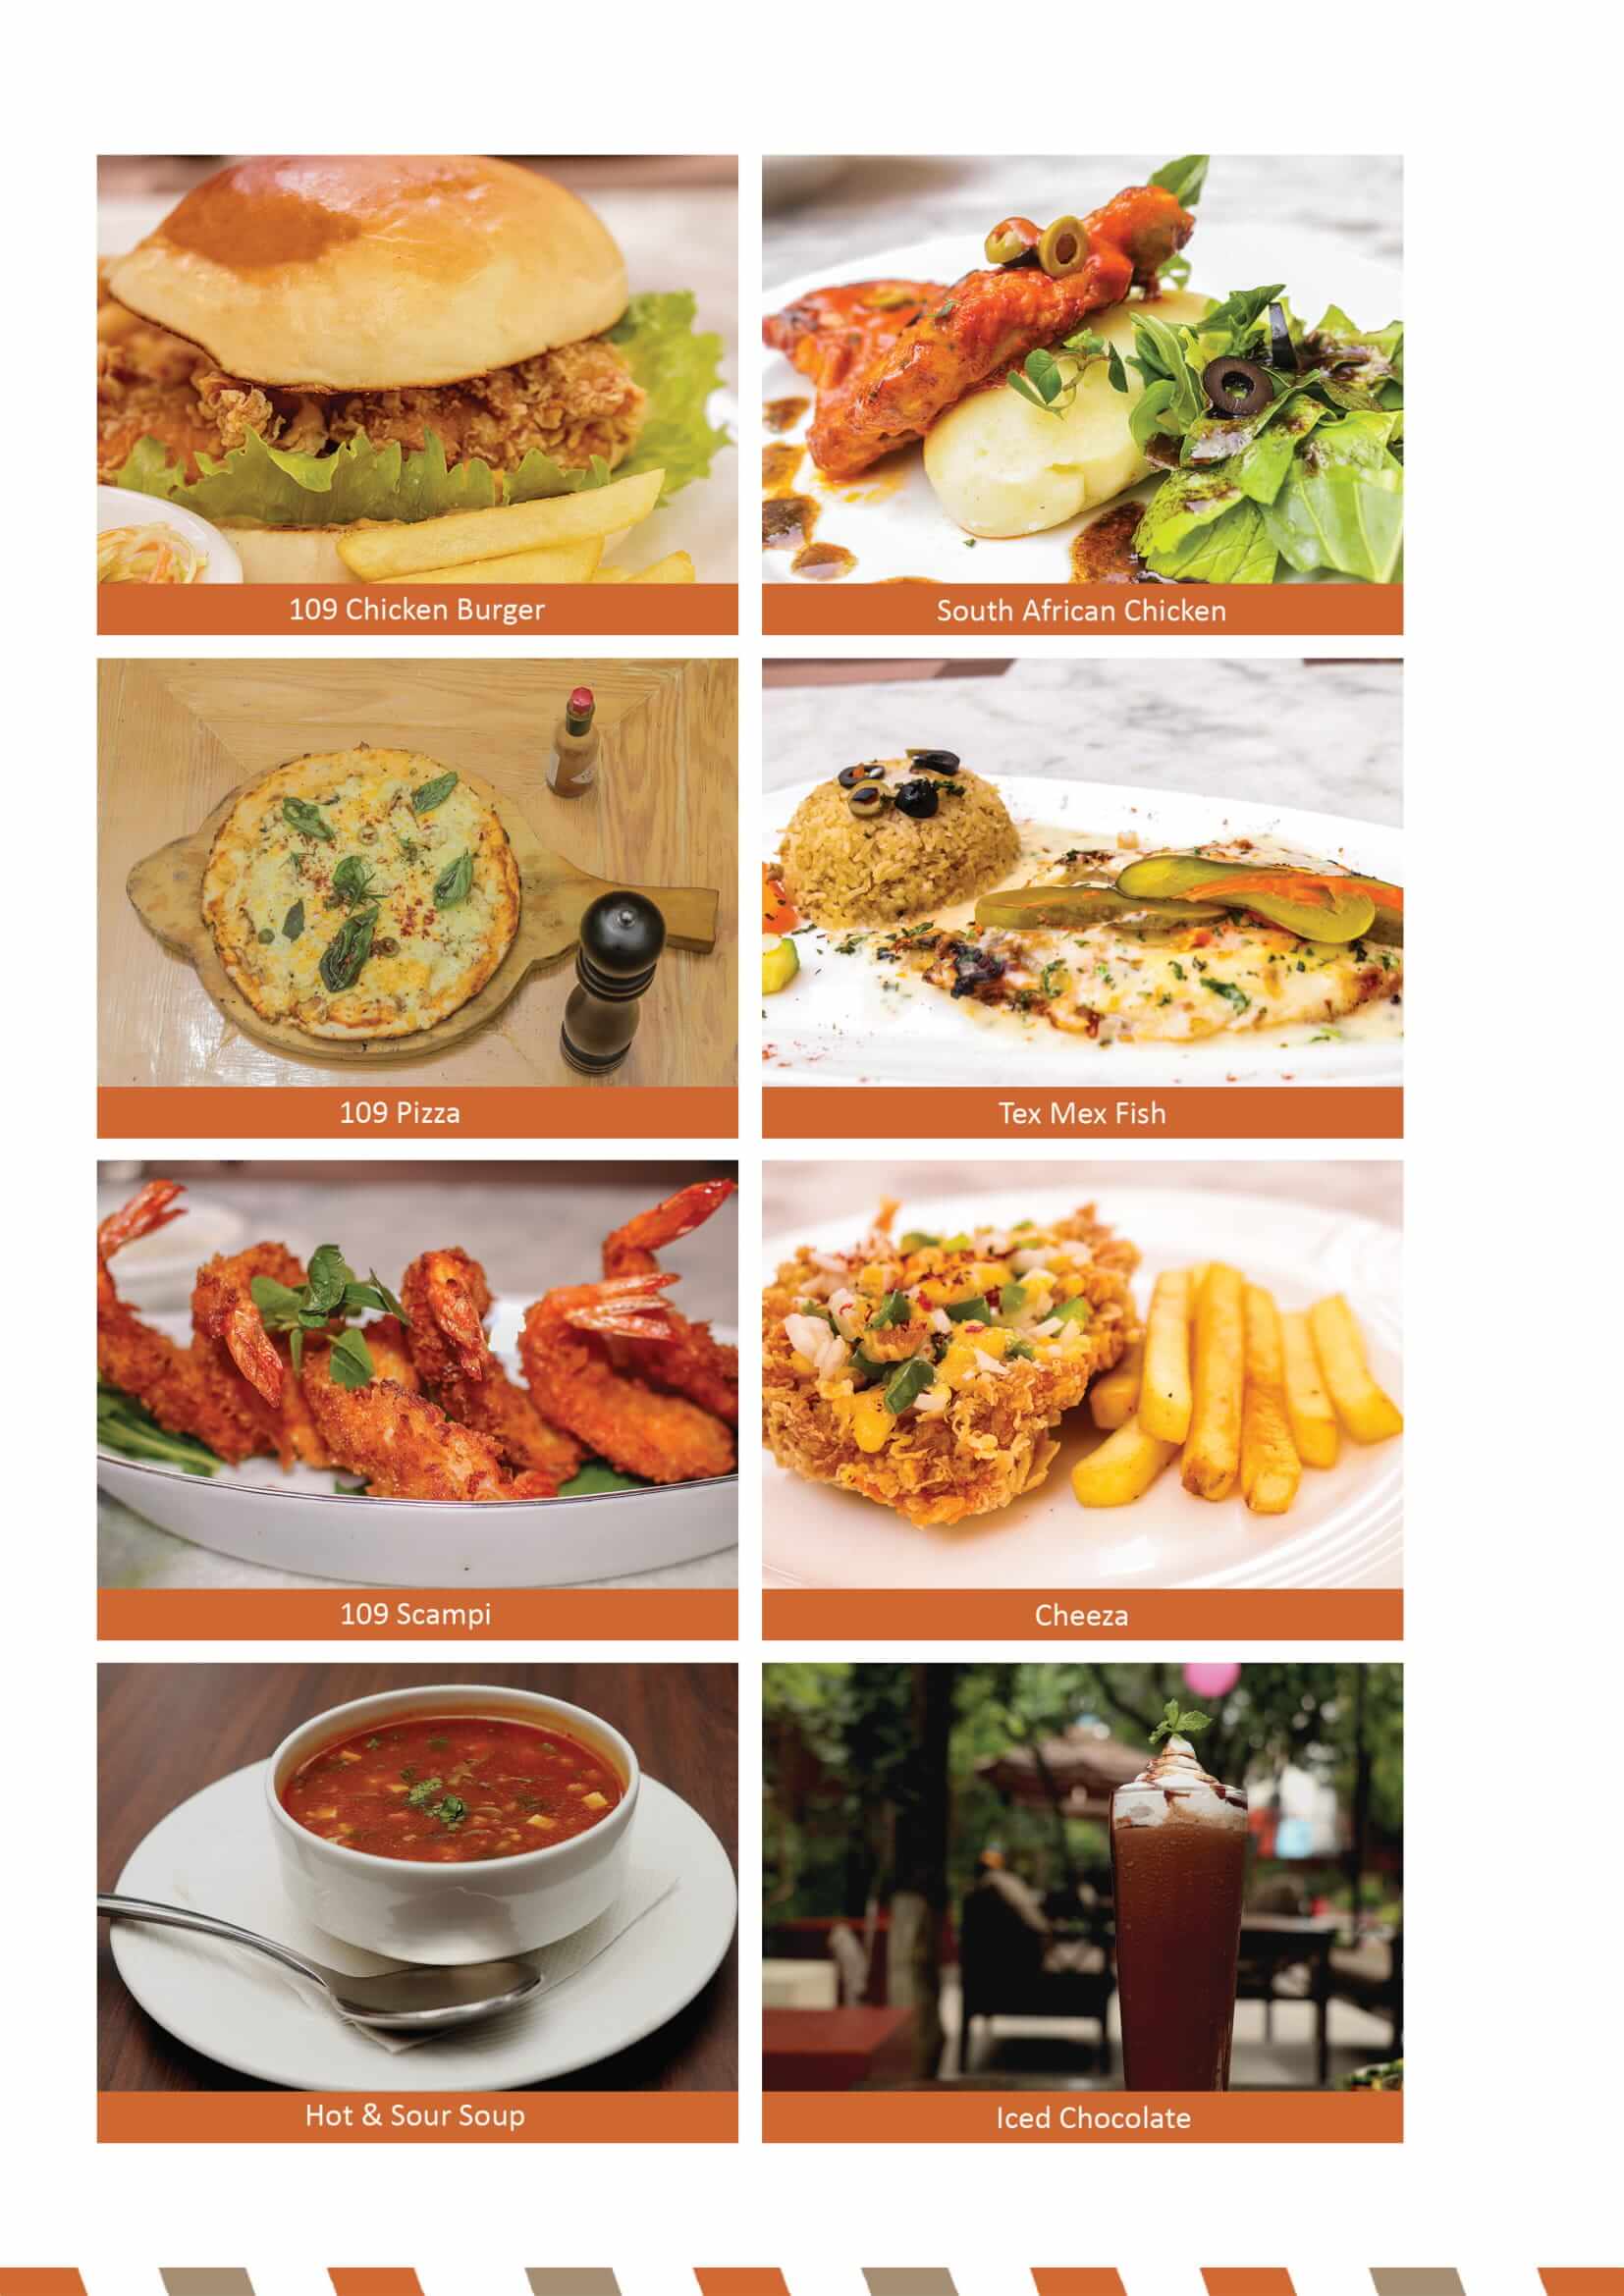 109 Chicken Burger
South African Chicken
109 Pizza
Tex Mex Fish
109 Scampi
Cheeza
Hot & Sour Soup
Iced Chocolate